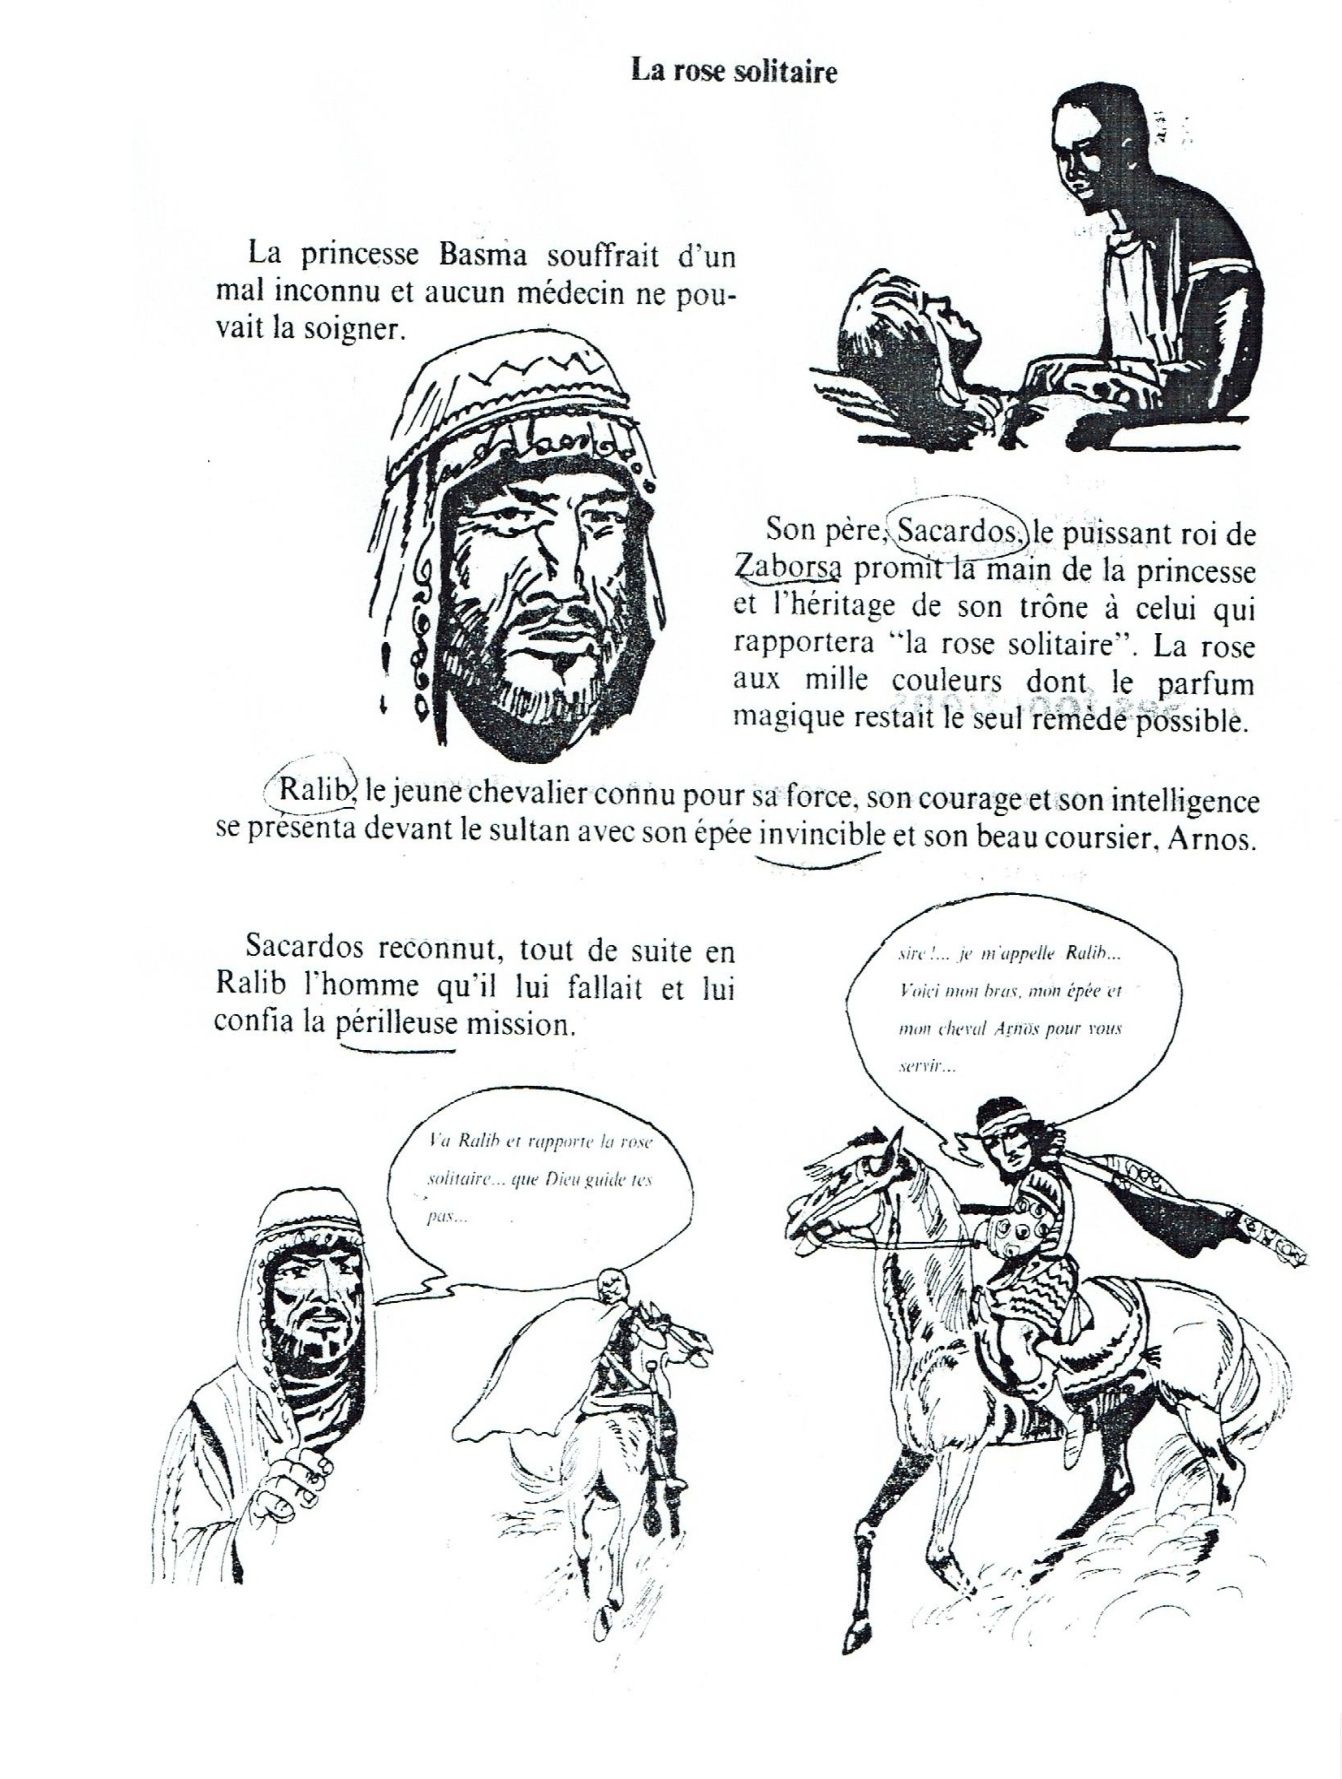 La rose solitaire
La princesse Basma souffrait d'un
mal inconnu et aucun médecin ne pou-
vait la soigner.
Son père, Sacardos, le puissant roi de
Zaborsa promit la main de la princesse
et l'héritage de son trône à celui qui
rapportera “la rose solitaire”. La rose
aux mille couleurs dont le parfum
magique restait le seul remède possible.
Ralib, le jeune chevalier connu pour sa force, son courage et son intelligence
se présenta devant le sultan avec son épée invincible et son beau coursier, Arnos.
Sacardos reconnut, tout de suite en
Ralib l'homme qu'il lui fallait et lui
confia la périlleuse mission.
sire !... je m'appelle Ralib...
Voici mon bras, mon épée et
mon cheval Arnos pour vous
servir...
Va Ralib et rapporte la rose
solitaire... que Dieu guide tes
pas...